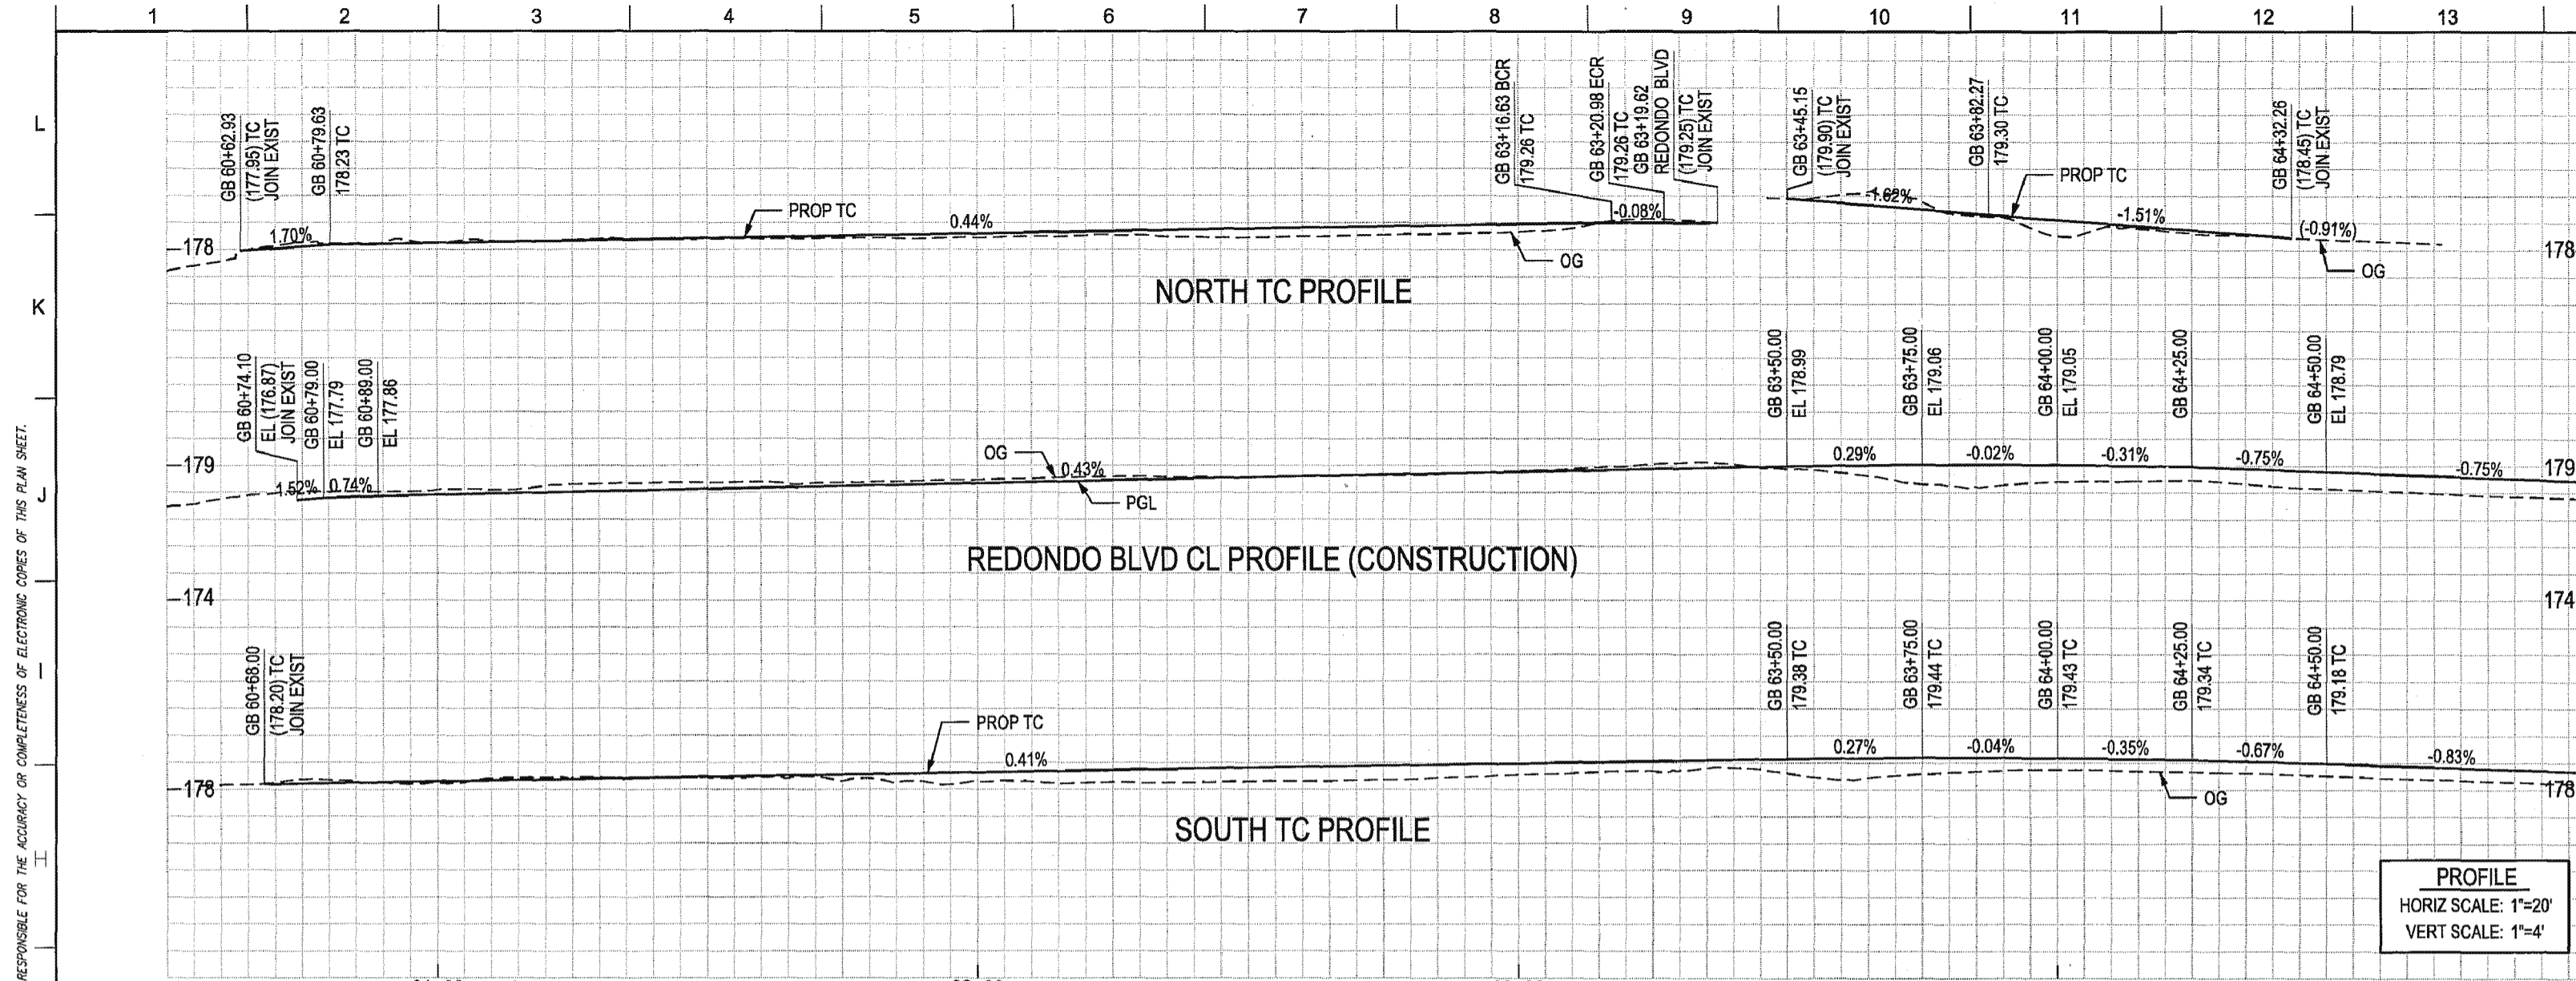 1 2 3 4 5 6 7 8 9 10 11 12 13
L
K
J
I
H
RESPONSIBLE FOR THE ACCURACY OR COMPLETENESS OF ELECTRONIC COPIES OF THIS PLAN SHEET.
GB 60+62.93
(177.95) TC
JOIN EXIST
GB 60+79.63
178.23 TC
GB 63+16.63 BCR
179.26 TC
GB 63+20.98 ECR
179.26 TC
GB 63+19.62
REDONDO BLVD
(179.25) TC
JOIN EXIST
GB 63+45.15
(179.90) TC
JOIN EXIST
GB 63+82.27
179.30 TC
GB 64+32.26
(178.45) TC
JOIN EXIST
PROP TC
PROP TC
1.70%
0.44%
-0.08%
-1.62%
-1.51%
(-0.91%)
178
178
OG
OG
NORTH TC PROFILE
GB 60+74.10
EL (176.87)
JOIN EXIST
GB 60+79.00
EL 177.79
GB 60+89.00
EL 177.86
GB 63+50.00
EL 178.99
GB 63+75.00
EL 179.06
GB 64+00.00
EL 179.05
GB 64+25.00
GB 64+50.00
EL 178.79
OG
179
0.43%
0.29%
-0.02%
-0.31%
-0.75%
-0.75%
179
1.52%
0.74%
PGL
REDONDO BLVD CL PROFILE (CONSTRUCTION)
174
174
GB 60+68.00
(178.20) TC
JOIN EXIST
GB 63+50.00
179.38 TC
GB 63+75.00
179.44 TC
GB 64+00.00
179.43 TC
GB 64+25.00
179.34 TC
GB 64+50.00
179.18 TC
PROP TC
0.41%
0.27%
-0.04%
-0.35%
-0.67%
-0.83%
178
178
OG
SOUTH TC PROFILE
PROFILE
HORIZ SCALE: 1"=20'
VERT SCALE: 1"=4'